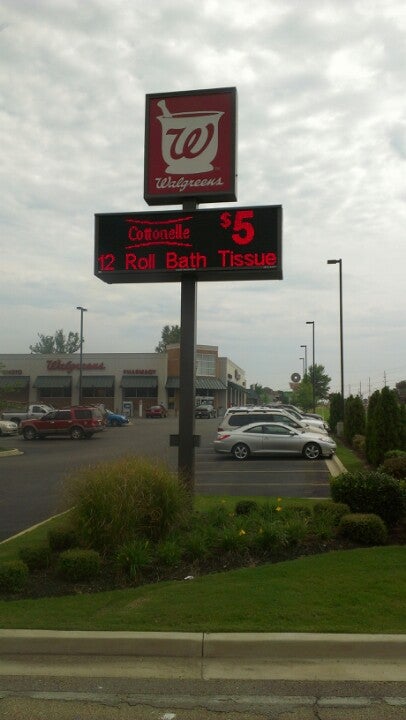 W
Walgreens
Cottonelle $5
12 Roll Bath Tissue
Walgreens
PHARMACY